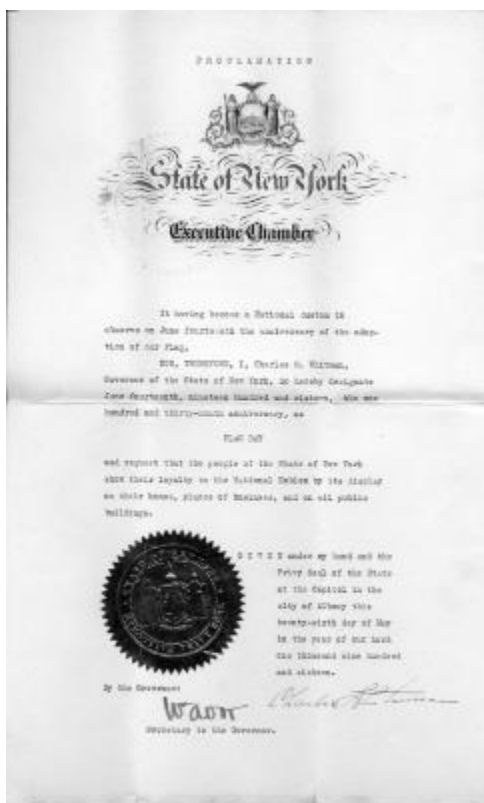 PROCLAMATION
State of New York
Executive Chamber
It having become a National custom to
observe on June fourteenth the anniversary of the adop-
tion of our Flag,
NOW, THEREFORE, I, Charles S. Whitman,
Governor of the State of New York, do hereby designate
June fourteenth, nineteen hundred and sixteen, the one
hundred and thirty-ninth anniversary, as
FLAG DAY
and request that the people of the State of New York
show their loyalty to the National Emblem by its display
on their homes, places of business, and on all public
buildings.
GIVEN under my hand and the
Privy Seal of the State
at the Capitol in the
city of Albany this
twenty-sixth day of May
in the year of our Lord
one thousand nine hundred
and sixteen.
By the Governor:
Charles S. Whitman
Secretary to the Governor.